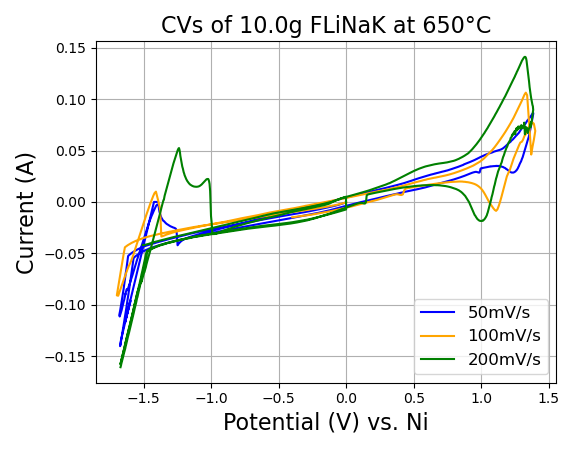 CVs of 10.0g FLiNaK at 650°C
Current (A)
0.15
0.10
0.05
0.00
−0.05
−0.10
−0.15
50mV/s
100mV/s
200mV/s
−1.5 −1.0 −0.5 0.0 0.5 1.0 1.5
Potential (V) vs. Ni